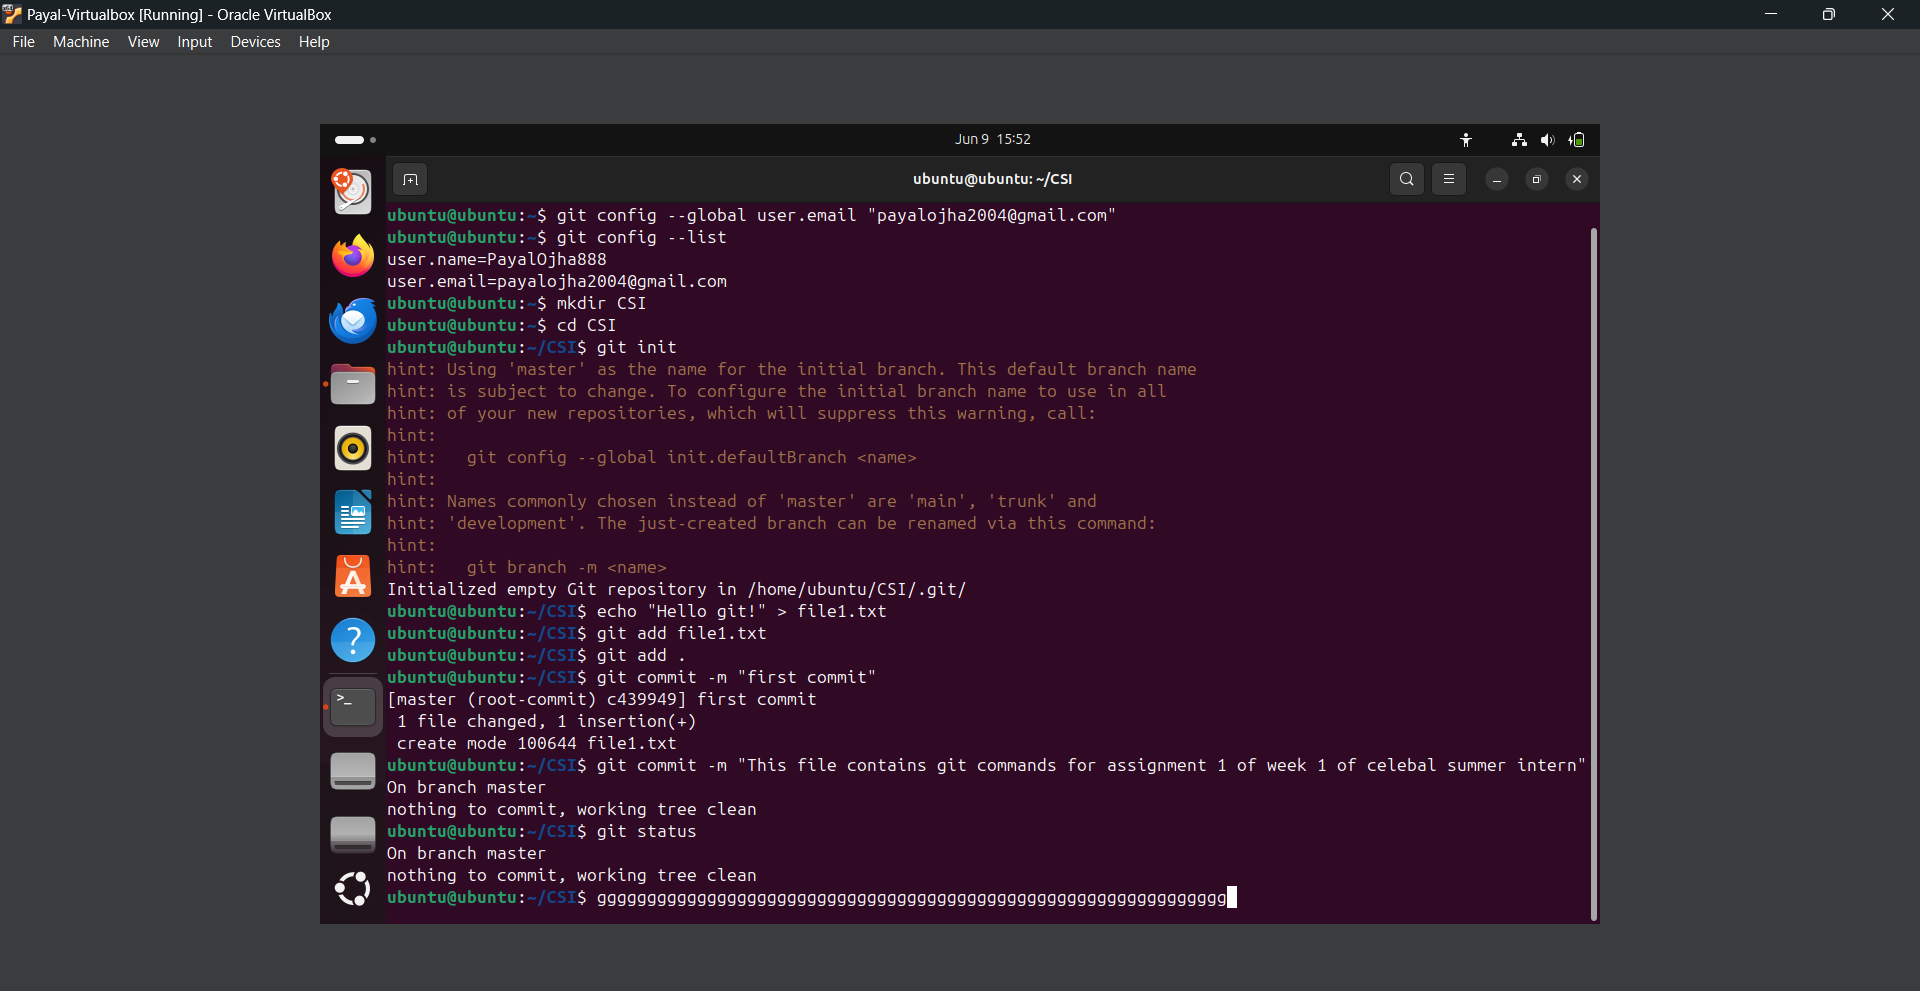 Payal-Virtualbox [Running] - Oracle VirtualBox
File Machine View Input Devices Help
Jun 9 15:52
ubuntu@ubuntu: ~/CSI
ubuntu@ubuntu:~$ git config --global user.email "payalojha2004@gmail.com"
ubuntu@ubuntu:~$ git config --list
user.name=PayalOjha888
user.email=payalojha2004@gmail.com
ubuntu@ubuntu:~$ mkdir CSI
ubuntu@ubuntu:~$ cd CSI
ubuntu@ubuntu:~/CSI$ git init
hint: Using 'master' as the name for the initial branch. This default branch name
hint: is subject to change. To configure the initial branch name to use in all
hint: of your new repositories, which will suppress this warning, call:
hint:
hint:   git config --global init.defaultBranch <name>
hint:
hint: Names commonly chosen instead of 'master' are 'main', 'trunk' and
hint: 'development'. The just-created branch can be renamed via this command:
hint:
hint:   git branch -m <name>
Initialized empty Git repository in /home/ubuntu/CSI/.git/
ubuntu@ubuntu:~/CSI$ echo "Hello git!" > file1.txt
ubuntu@ubuntu:~/CSI$ git add file1.txt
ubuntu@ubuntu:~/CSI$ git add .
ubuntu@ubuntu:~/CSI$ git commit -m "first commit"
[master (root-commit) c439949] first commit
 1 file changed, 1 insertion(+)
 create mode 100644 file1.txt
ubuntu@ubuntu:~/CSI$ git commit -m "This file contains git commands for assignment 1 of week 1 of celebal summer intern"
On branch master
nothing to commit, working tree clean
ubuntu@ubuntu:~/CSI$ git status
On branch master
nothing to commit, working tree clean
ubuntu@ubuntu:~/CSI$ ggggggggggggggggggggggggggggggggggggggggggggggggggggggggggggggg